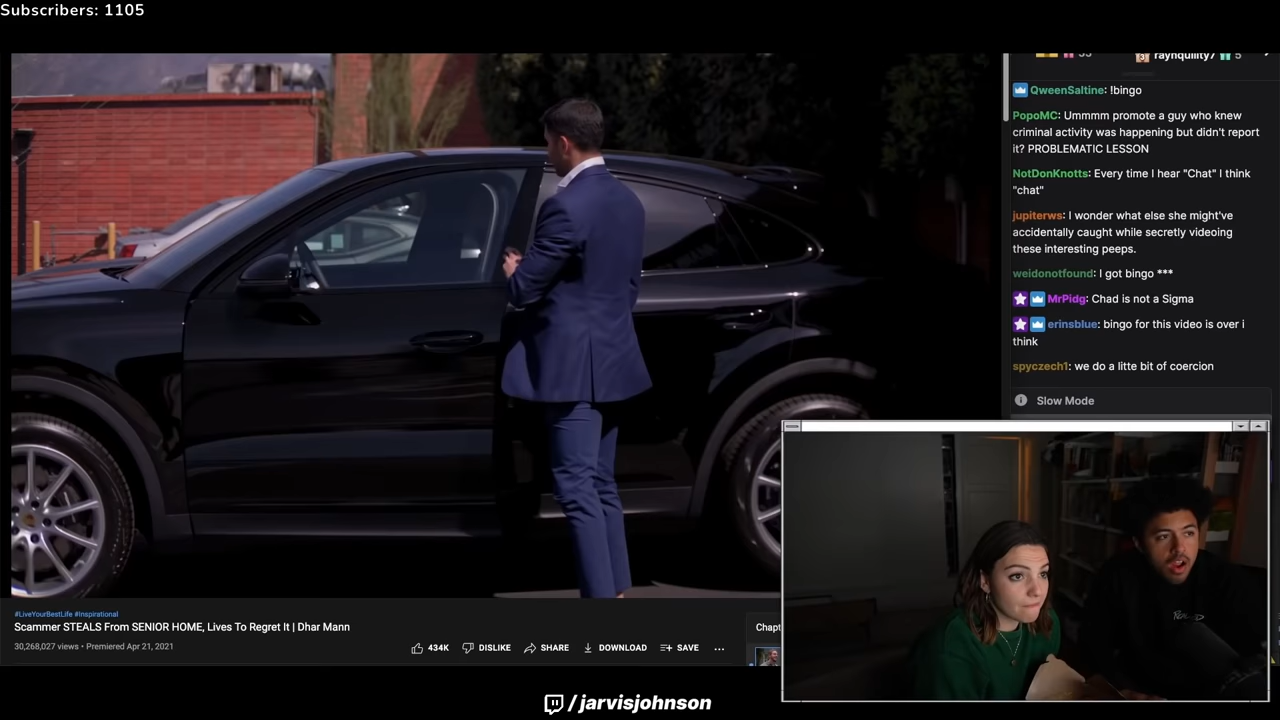 Subscribers: 1105
raynquility7 5
QweenSaltine: !bingo
PopoMC: Ummmm promote a guy who knew
criminal activity was happening but didn't report
it? PROBLEMATIC LESSON
NotDonKnotts: Every time I hear "Chat" I think
"chat"
jupiterws: I wonder what else she might've
accidentally caught while secretly videoing
these interesting peeps.
weidonotfound: I got bingo ***
MrPidg: Chad is not a Sigma
erinsblue: bingo for this video is over i
think
spyczech1: we do a litte bit of coercion
Slow Mode
#LiveYourBestLife #Inspirational
Scammer STEALS From SENIOR HOME, Lives To Regret It | Dhar Mann
30,268,027 views • Premiered Apr 21, 2021
434K DISLIKE SHARE DOWNLOAD SAVE ...
Chapt
/jarvisjohnson